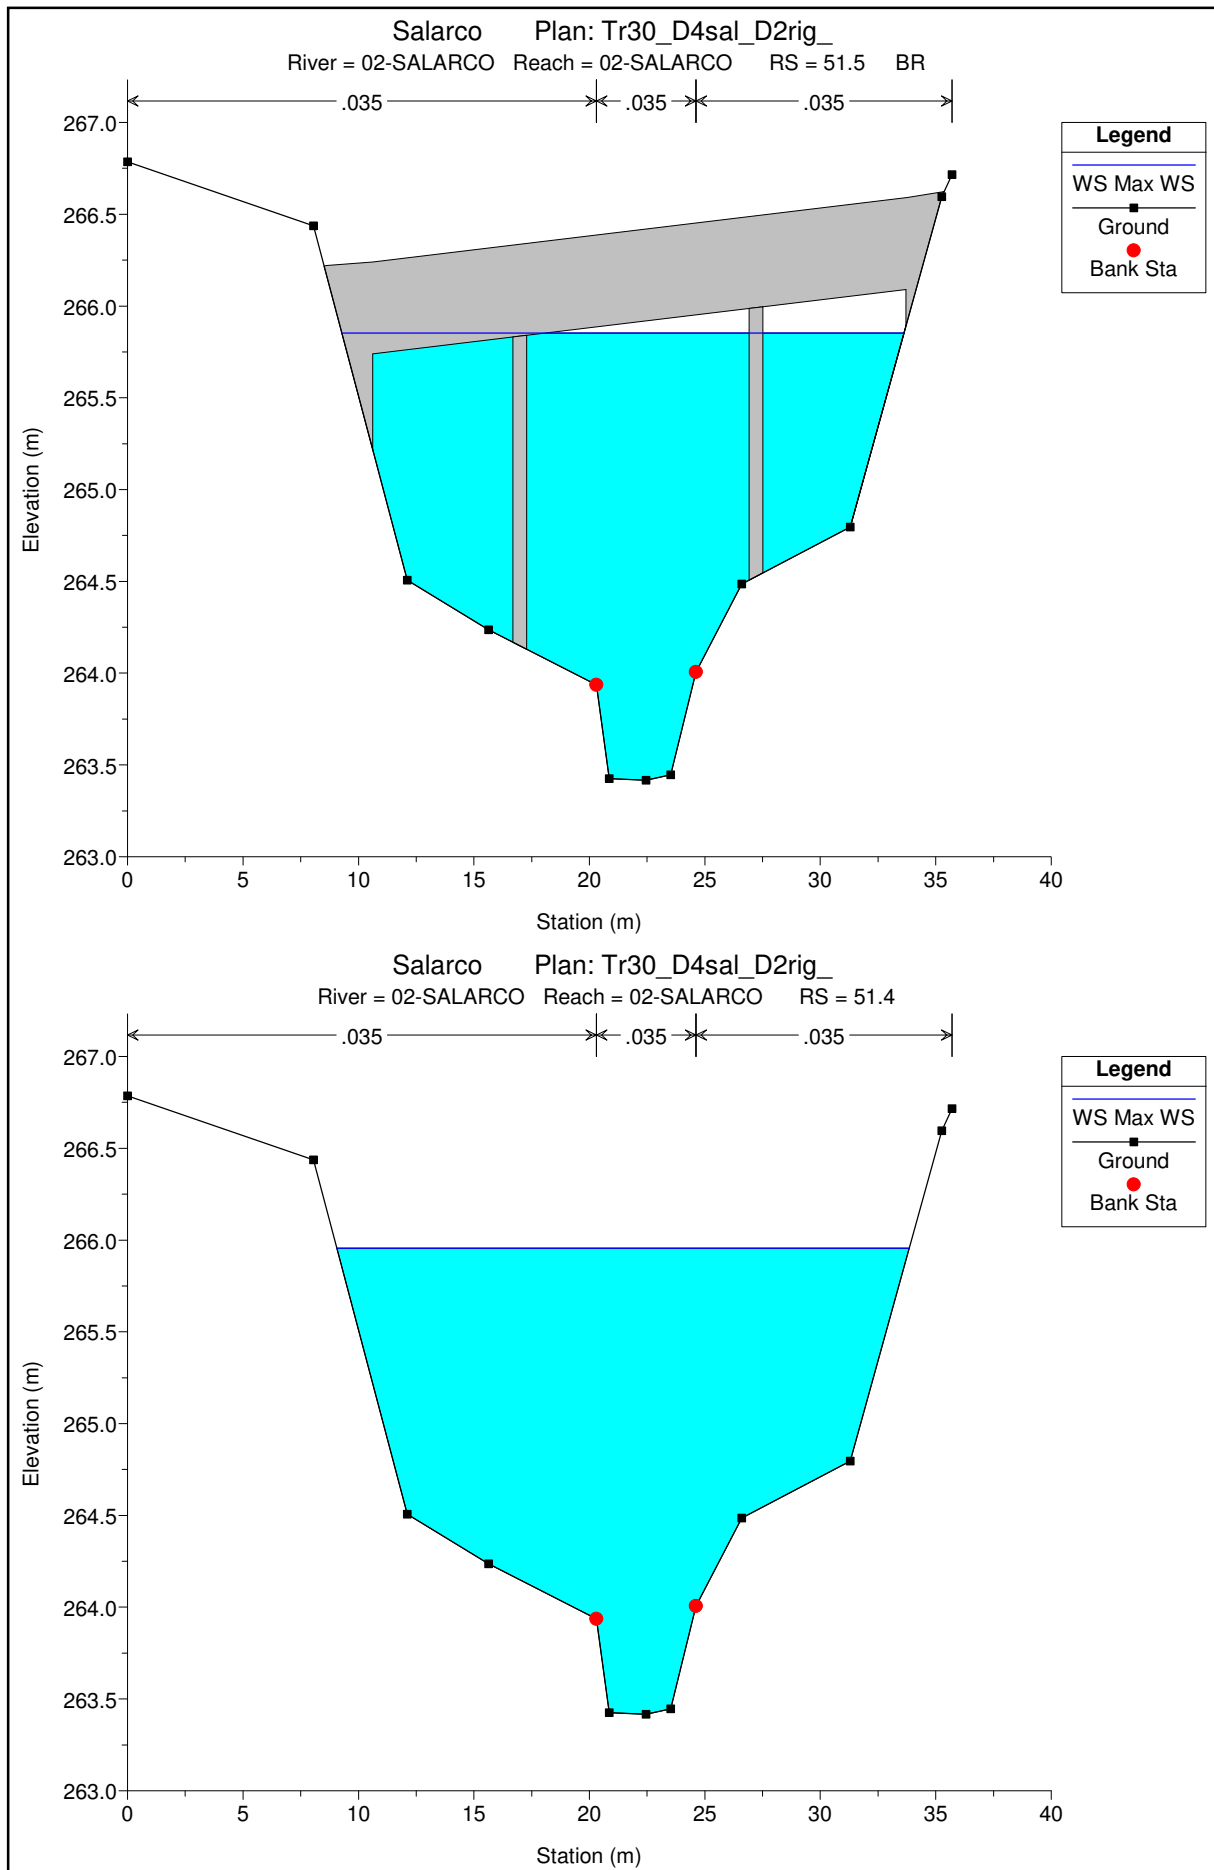 Salarco Plan: Tr30_D4sal_D2rig_
River = 02-SALARCO Reach = 02-SALARCO RS = 51.5 BR
.035 .035 .035
267.0
266.5
266.0
265.5
265.0
264.5
264.0
263.5
263.0
Elevation (m)
0 5 10 15 20 25 30 35 40
Station (m)
Legend
WS Max WS
Ground
Bank Sta
Salarco Plan: Tr30_D4sal_D2rig_
River = 02-SALARCO Reach = 02-SALARCO RS = 51.4
.035 .035 .035
267.0
266.5
266.0
265.5
265.0
264.5
264.0
263.5
263.0
Elevation (m)
0 5 10 15 20 25 30 35 40
Station (m)
Legend
WS Max WS
Ground
Bank Sta